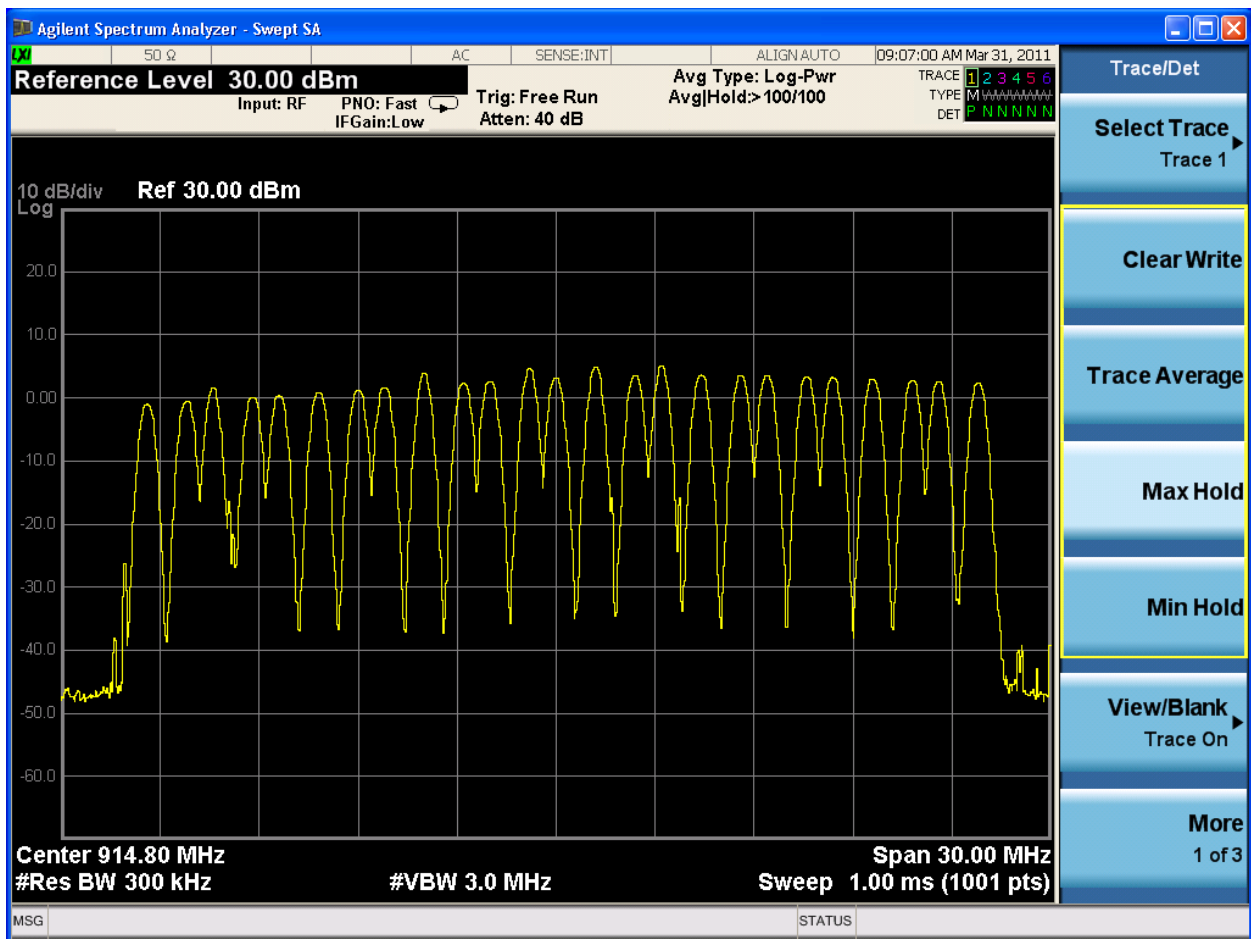 Agilent Spectrum Analyzer - Swept SA
LXI 50 Ω AC SENSE:INT ALIGNAUTO 09:07:00 AM Mar 31, 2011
Reference Level 30.00 dBm
Input: RF PNO: Fast
IFGain:Low
Trig: Free Run
Atten: 40 dB
Avg Type: Log-Pwr
Avg|Hold:>100/100
TRACE 1 2 3 4 5 6
TYPE M WWWWW
DET P N N N N N
10 dB/div Ref 30.00 dBm
Log
20.0
10.0
0.00
-10.0
-20.0
-30.0
-40.0
-50.0
-60.0
Center 914.80 MHz Span 30.00 MHz
#Res BW 300 kHz #VBW 3.0 MHz Sweep 1.00 ms (1001 pts)
MSG STATUS
Trace/Det
Select Trace
Trace 1
Clear Write
Trace Average
Max Hold
Min Hold
View/Blank
Trace On
More
1 of 3